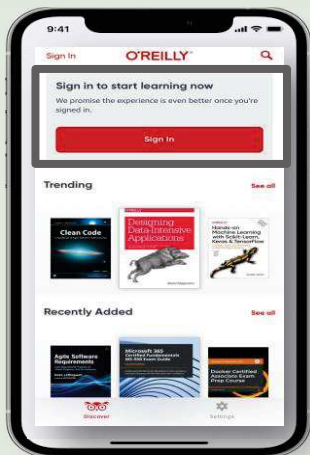 9:41
Sign In
O'REILLY
Sign in to start learning now
We promise the experience is even better once you're
signed in.
Sign In
Trending
See all
Clean Code
O'REILLY
Designing
Data-Intensive
Applications
Hands-on
Machine Learning
with Scikit-Learn,
Keras & TensorFlow
Recently Added
See all
Agile Software
Requirements
Microsoft 365
Certified Fundamentals
Exam Guide
Docker Certified
Associate Exam
Prep Course
Discover
Settings